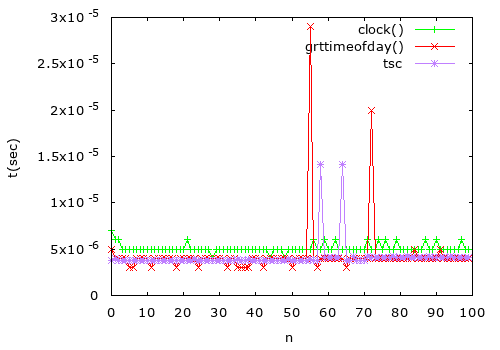 3x10⁻⁵
2.5x10⁻⁵
2x10⁻⁵
1.5x10⁻⁵
1x10⁻⁵
5x10⁻⁶
0
t(sec)
clock()
grttimeofday()
tsc
0 10 20 30 40 50 60 70 80 90 100
n